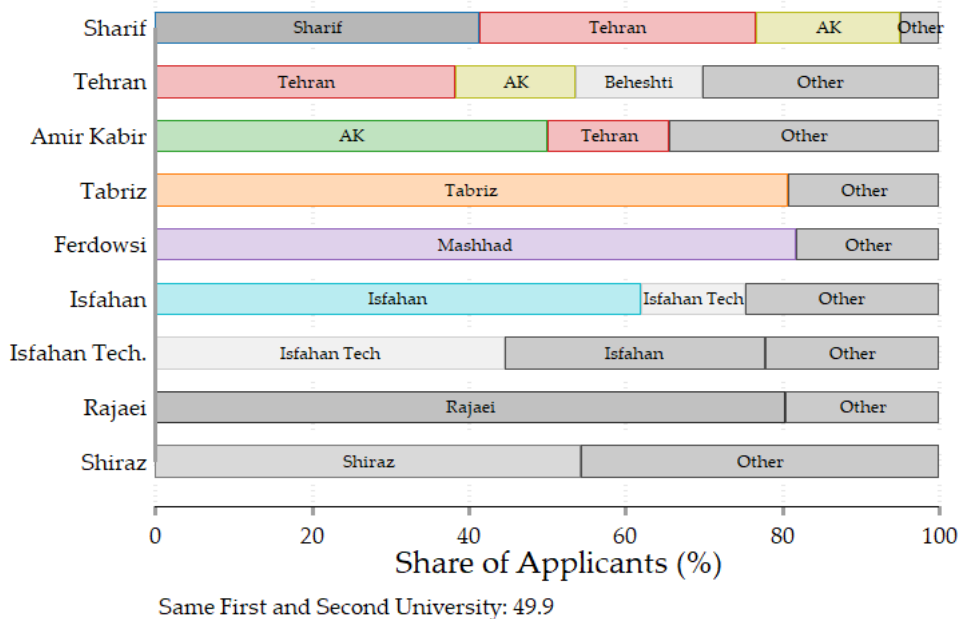 Sharif Sharif Tehran AK Other
Tehran Tehran AK Beheshti Other
Amir Kabir AK Tehran Other
Tabriz Tabriz Other
Ferdowsi Mashhad Other
Isfahan Isfahan Isfahan Tech Other
Isfahan Tech. Isfahan Tech Isfahan Other
Rajaei Rajaei Other
Shiraz Shiraz Other
0 20 40 60 80 100
Share of Applicants (%)
Same First and Second University: 49.9